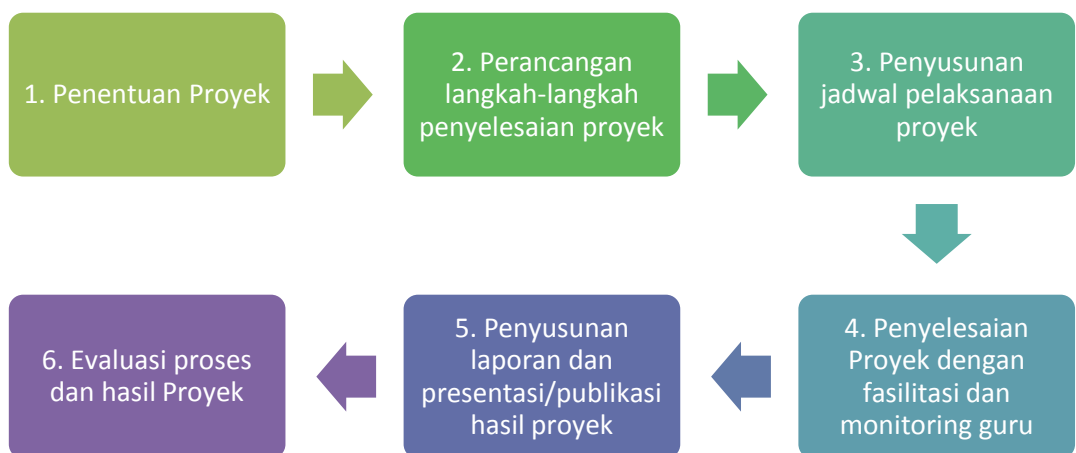 1. Penentuan Proyek
2. Perancangan
langkah-langkah
penyelesaian proyek
3. Penyusunan
jadwal pelaksanaan
proyek
4. Penyelesaian
Proyek dengan
fasilitasi dan
monitoring guru
5. Penyusunan
laporan dan
presentasi/publikasi
hasil proyek
6. Evaluasi proses
dan hasil Proyek